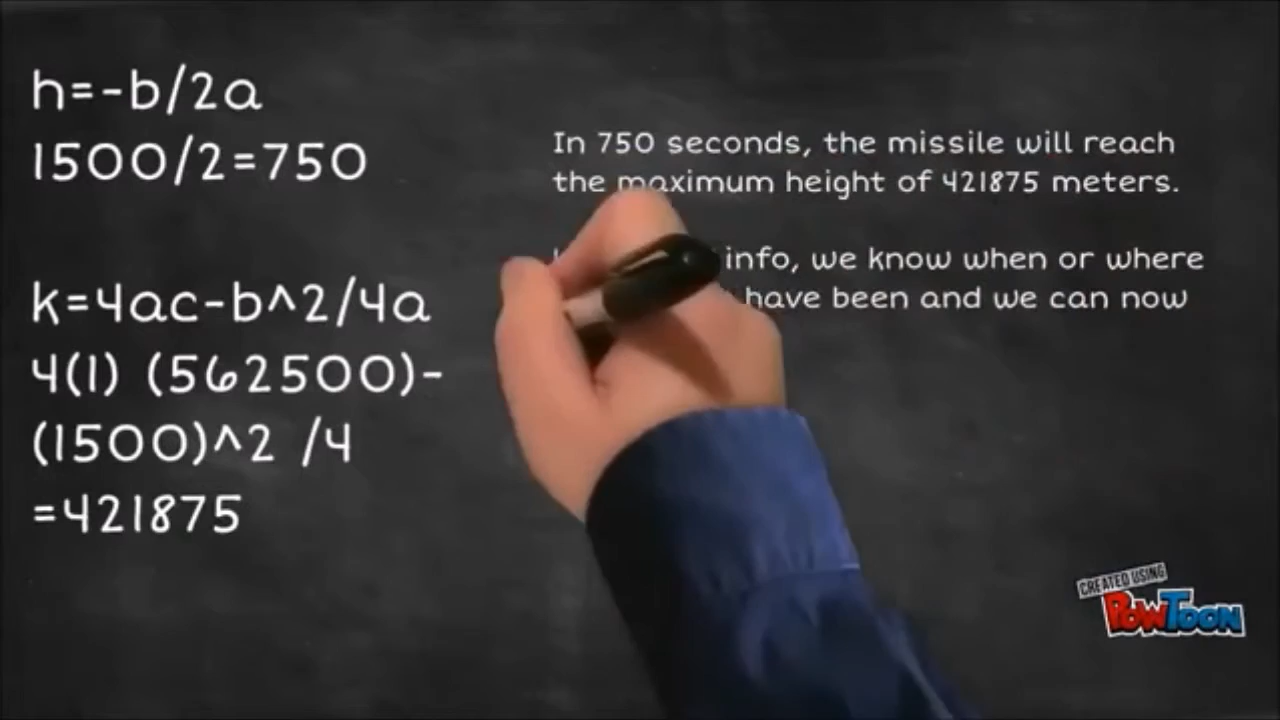 h=-b/2a
1500/2=750
k=4ac-b^2/4a
4(1) (562500)-
(1500)^2 /4
=421875
In 750 seconds, the missile will reach
the maximum height of 421875 meters.
info, we know when or where
have been and we can now
CREATED USING
POWTOON